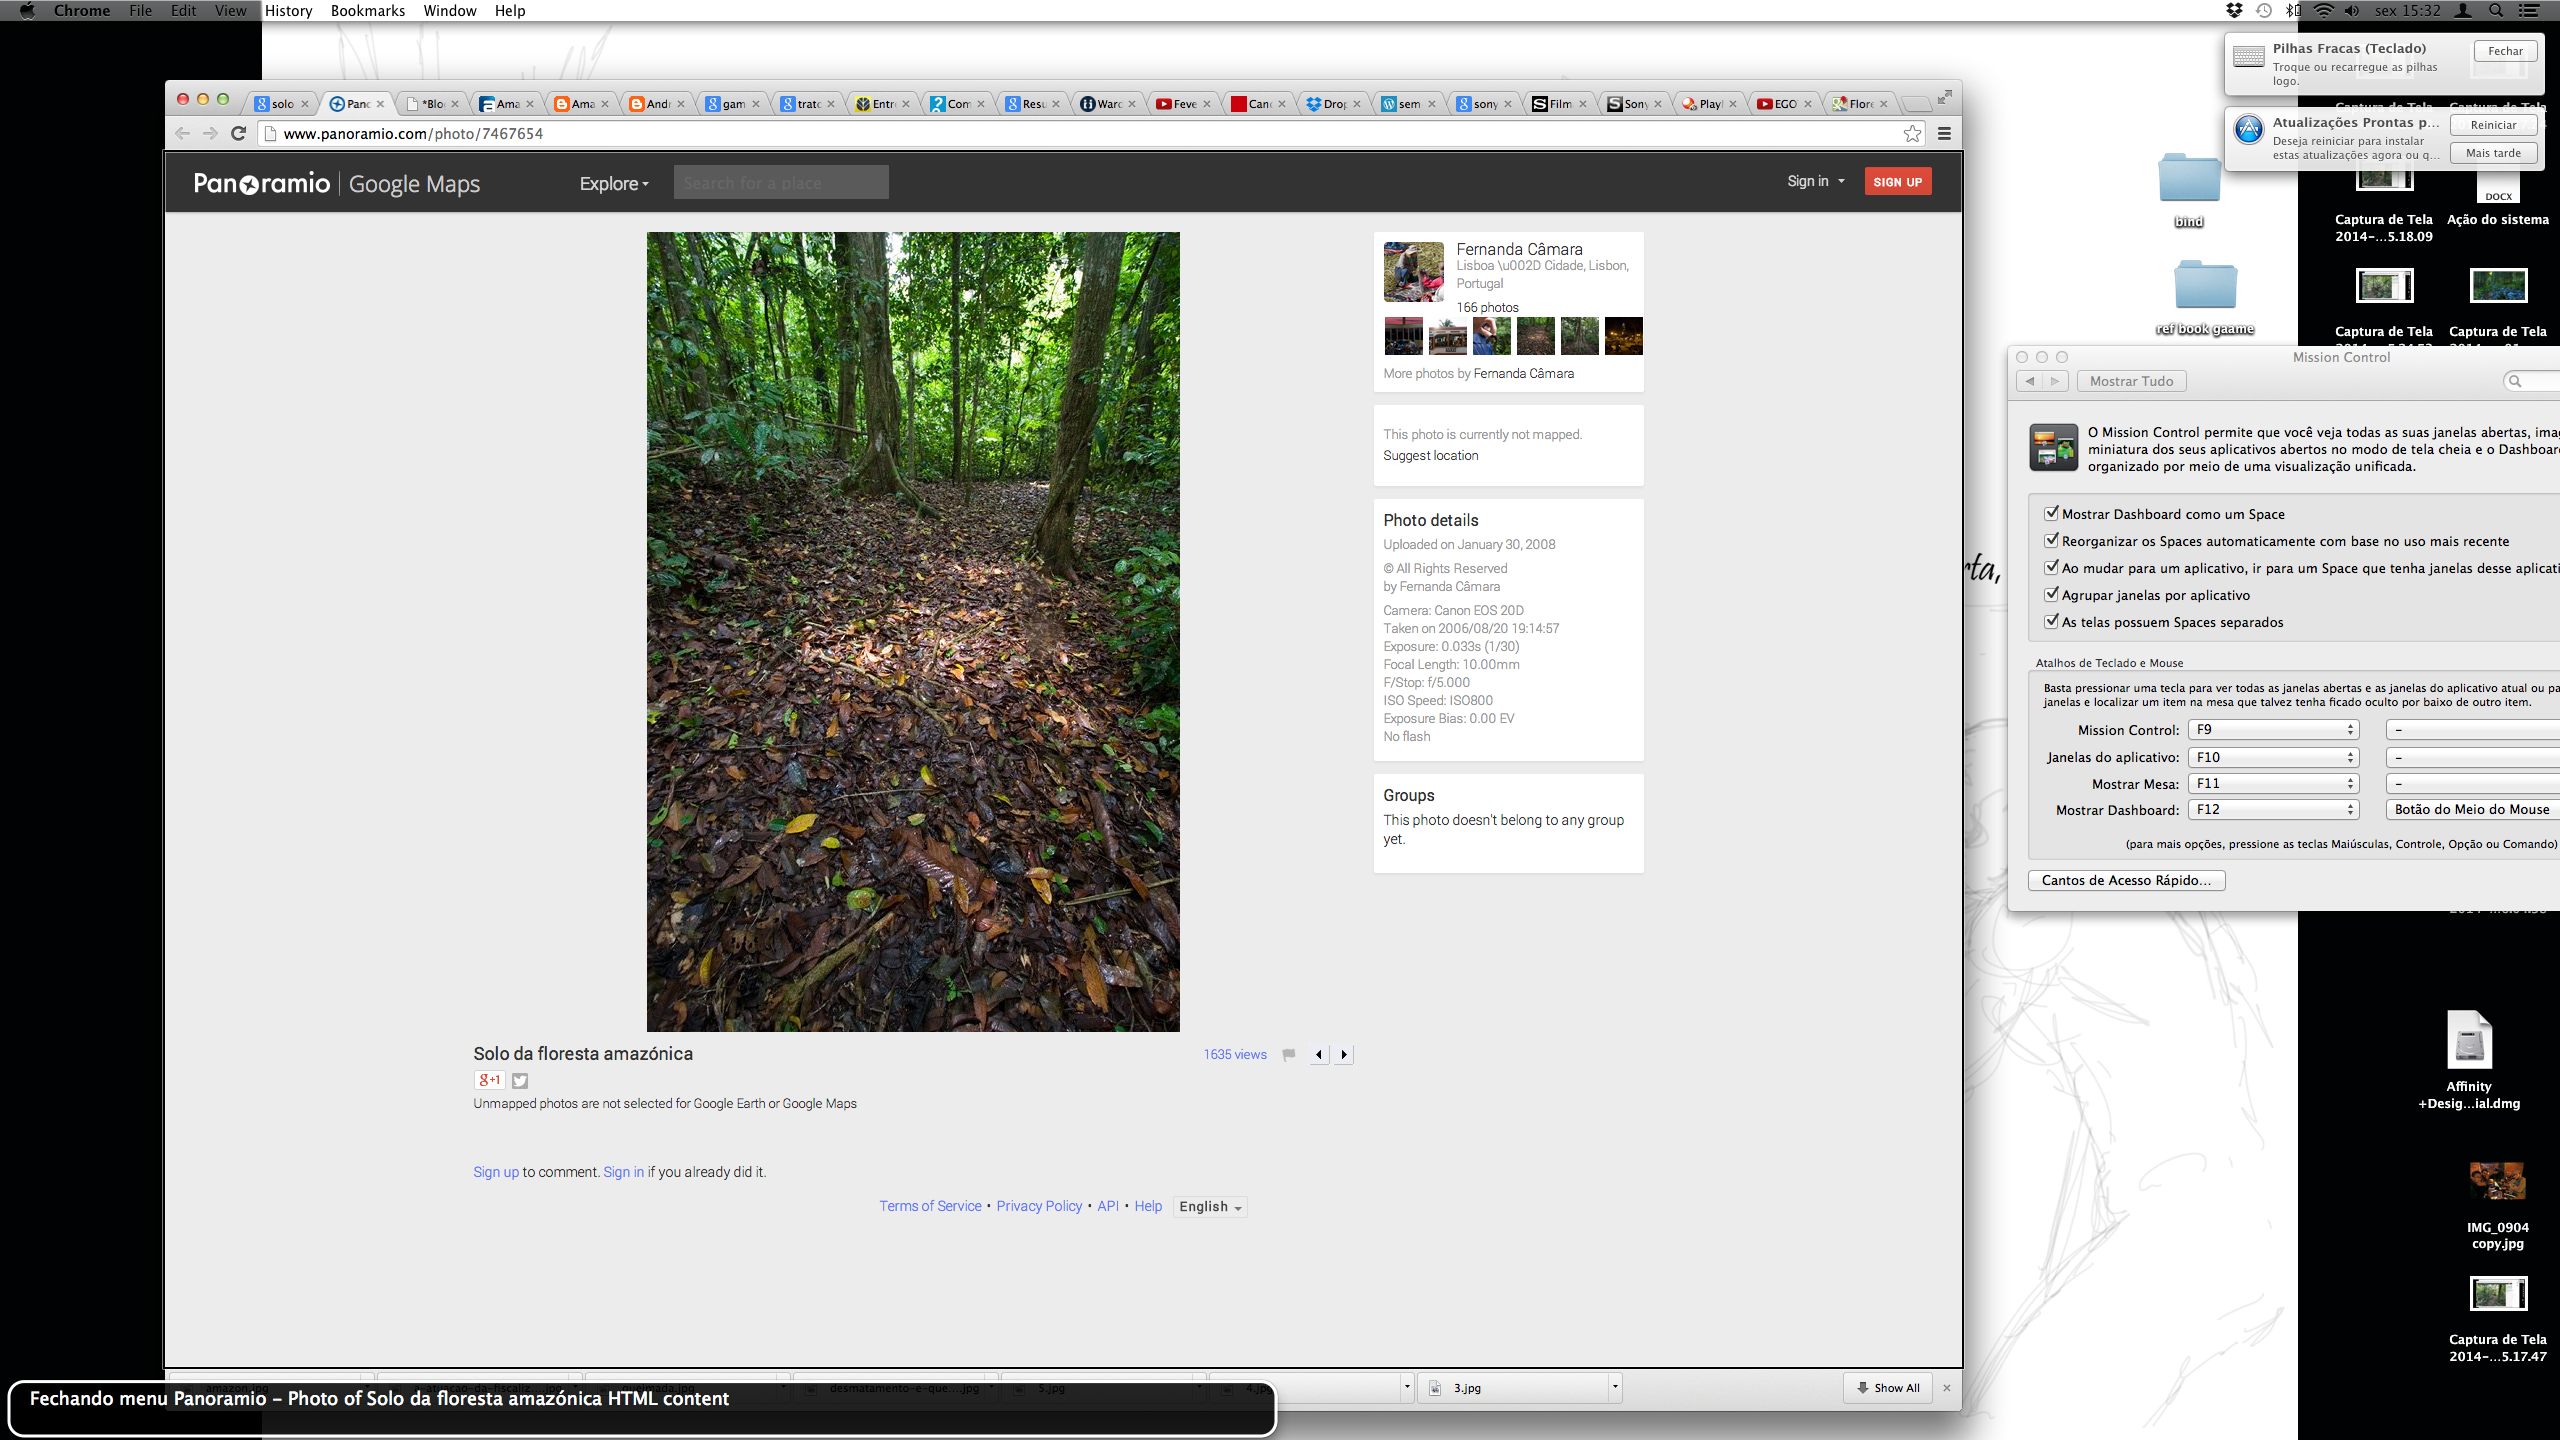 Chrome File Edit View History Bookmarks Window Help
sex 15:32
Pilhas Fracas (Teclado)
Troque ou recarregue as pilhas
logo.
Fechar
Atualizações Prontas p...
Deseja reiniciar para instalar
estas atualizações agora ou q...
Reiniciar
Mais tarde
solo
Panc
*Bloc
Ama
Ama
Andr
gam
trato
Entre
Com
Resu
Warc
Feve
Canc
Drop
sem
sony
Film
Sony
Playl
EGO
Flore
www.panoramio.com/photo/7467654
Panoramio | Google Maps
Explore
Search for a place
Sign in
SIGN UP
Fernanda Câmara
Lisboa \u002D Cidade, Lisbon,
Portugal
166 photos
More photos by Fernanda Câmara
This photo is currently not mapped.
Suggest location
Photo details
Uploaded on January 30, 2008
© All Rights Reserved
by Fernanda Câmara
Camera: Canon EOS 20D
Taken on 2006/08/20 19:14:57
Exposure: 0.033s (1/30)
Focal Length: 10.00mm
F/Stop: f/5.000
ISO Speed: ISO800
Exposure Bias: 0.00 EV
No flash
Groups
This photo doesn't belong to any group
yet.
Solo da floresta amazónica
1635 views
g+1
Unmapped photos are not selected for Google Earth or Google Maps
Sign up to comment. Sign in if you already did it.
Terms of Service • Privacy Policy • API • Help English
amazon.jpg
queimada.jpg
desmatamento-e-que....jpg
5.jpg
4.jpg
3.jpg
Show All
Fechando menu Panoramio – Photo of Solo da floresta amazónica HTML content
bind
ref book gaame
rta,
Captura de Tela
2014-...5.18.09
DOCX
Ação do sistema
Captura de Tela
Captura de Tela
Mission Control
Mostrar Tudo
O Mission Control permite que você veja todas as suas janelas abertas, imag
miniatura dos seus aplicativos abertos no modo de tela cheia e o Dashboar
organizado por meio de uma visualização unificada.
Mostrar Dashboard como um Space
Reorganizar os Spaces automaticamente com base no uso mais recente
Ao mudar para um aplicativo, ir para um Space que tenha janelas desse aplicati
Agrupar janelas por aplicativo
As telas possuem Spaces separados
Atalhos de Teclado e Mouse
Basta pressionar uma tecla para ver todas as janelas abertas e as janelas do aplicativo atual ou pa
janelas e localizar um item na mesa que talvez tenha ficado oculto por baixo de outro item.
Mission Control: F9 –
Janelas do aplicativo: F10 –
Mostrar Mesa: F11 –
Mostrar Dashboard: F12 Botão do Meio do Mouse
(para mais opções, pressione as teclas Maiúsculas, Controle, Opção ou Comando)
Cantos de Acesso Rápido...
Affinity
+Desig...ial.dmg
IMG_0904
copy.jpg
Captura de Tela
2014-...5.17.47